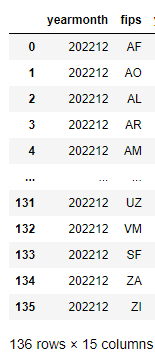 yearmonth fips
0 202212 AF
1 202212 AO
2 202212 AL
3 202212 AR
4 202212 AM
... ... ...
131 202212 UZ
132 202212 VM
133 202212 SF
134 202212 ZA
135 202212 ZI
136 rows × 15 columns